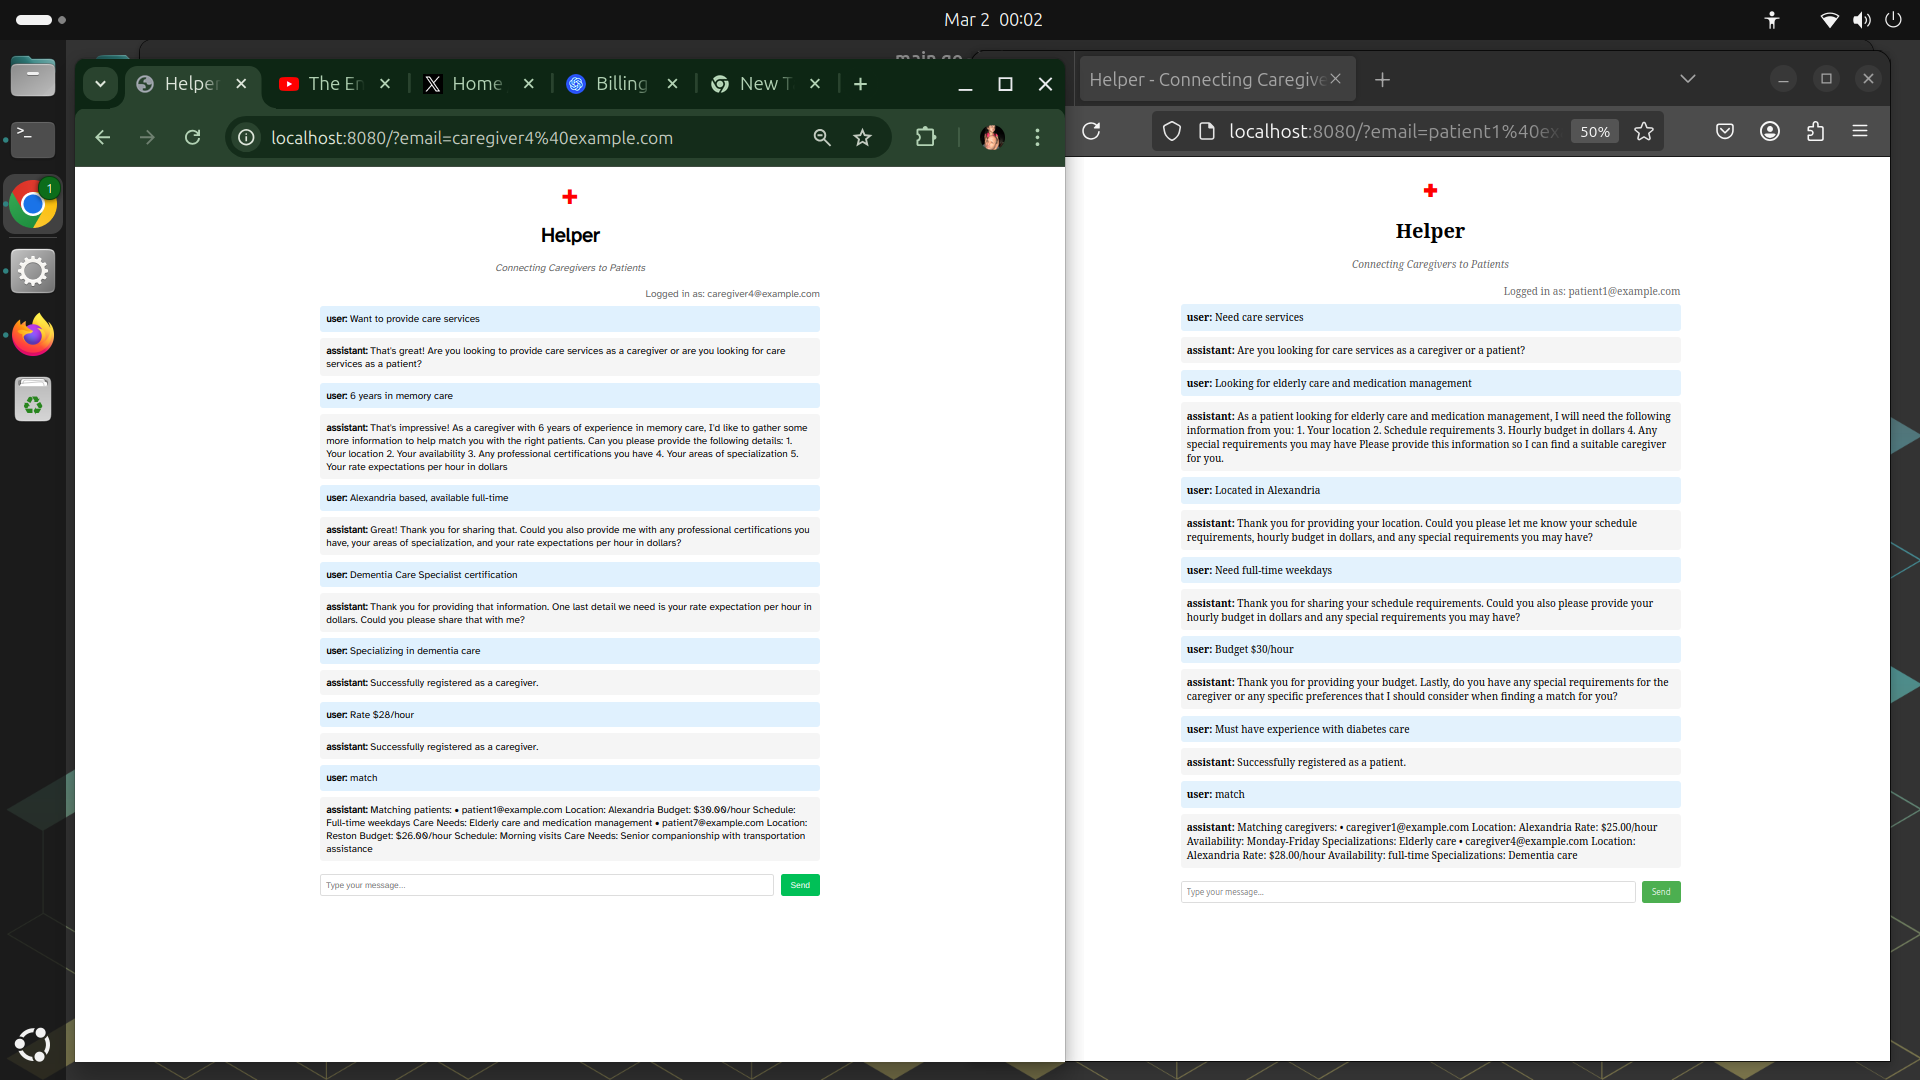 Mar 2 00:02
main.go
Helper
The En
Home
Billing
New T
localhost:8080/?email=caregiver4%40example.com
1
Helper
Connecting Caregivers to Patients
Logged in as: caregiver4@example.com
user: Want to provide care services
assistant: That's great! Are you looking to provide care services as a caregiver or are you looking for care
services as a patient?
user: 6 years in memory care
assistant: That's impressive! As a caregiver with 6 years of experience in memory care, I'd like to gather some
more information to help match you with the right patients. Can you please provide the following details: 1.
Your location 2. Your availability 3. Any professional certifications you have 4. Your areas of specialization 5.
Your rate expectations per hour in dollars
user: Alexandria based, available full-time
assistant: Great! Thank you for sharing that. Could you also provide me with any professional certifications you
have, your areas of specialization, and your rate expectations per hour in dollars?
user: Dementia Care Specialist certification
assistant: Thank you for providing that information. One last detail we need is your rate expectation per hour in
dollars. Could you please share that with me?
user: Specializing in dementia care
assistant: Successfully registered as a caregiver.
user: Rate $28/hour
assistant: Successfully registered as a caregiver.
user: match
assistant: Matching patients: • patient1@example.com Location: Alexandria Budget: $30.00/hour Schedule:
Full-time weekdays Care Needs: Elderly care and medication management • patient7@example.com Location:
Reston Budget: $26.00/hour Schedule: Morning visits Care Needs: Senior companionship with transportation
assistance
Type your message...
Send
Helper - Connecting Caregive
localhost:8080/?email=patient1%40ex
50%
Helper
Connecting Caregivers to Patients
Logged in as: patient1@example.com
user: Need care services
assistant: Are you looking for care services as a caregiver or a patient?
user: Looking for elderly care and medication management
assistant: As a patient looking for elderly care and medication management, I will need the following
information from you: 1. Your location 2. Schedule requirements 3. Hourly budget in dollars 4. Any
special requirements you may have Please provide this information so I can find a suitable caregiver
for you.
user: Located in Alexandria
assistant: Thank you for providing your location. Could you please let me know your schedule
requirements, hourly budget in dollars, and any special requirements you may have?
user: Need full-time weekdays
assistant: Thank you for sharing your schedule requirements. Could you also please provide your
hourly budget in dollars and any special requirements you may have?
user: Budget $30/hour
assistant: Thank you for providing your budget. Lastly, do you have any special requirements for the
caregiver or any specific preferences that I should consider when finding a match for you?
user: Must have experience with diabetes care
assistant: Successfully registered as a patient.
user: match
assistant: Matching caregivers: • caregiver1@example.com Location: Alexandria Rate: $25.00/hour
Availability: Monday-Friday Specializations: Elderly care • caregiver4@example.com Location:
Alexandria Rate: $28.00/hour Availability: full-time Specializations: Dementia care
Type your message...
Send